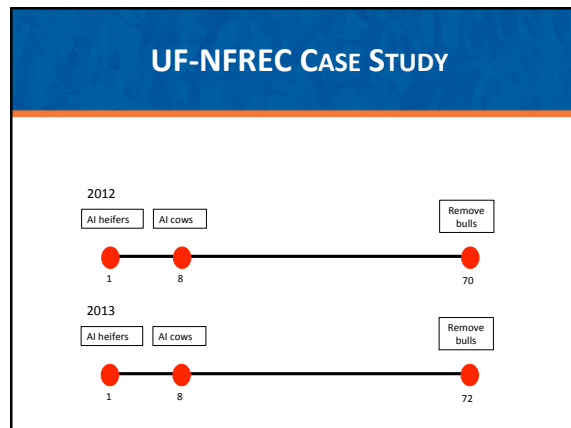 UF-NFREC CASE STUDY
2012
AI heifers AI cows Remove
bulls
1 8 70
2013
AI heifers AI cows Remove
bulls
1 8 72